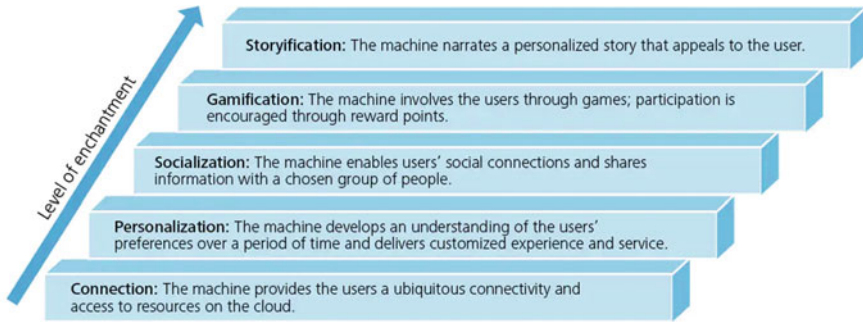 Level of enchantment
Storyification: The machine narrates a personalized story that appeals to the user.
Gamification: The machine involves the users through games; participation is
encouraged through reward points.
Socialization: The machine enables users' social connections and shares
information with a chosen group of people.
Personalization: The machine develops an understanding of the users'
preferences over a period of time and delivers customized experience and service.
Connection: The machine provides the users a ubiquitous connectivity and
access to resources on the cloud.